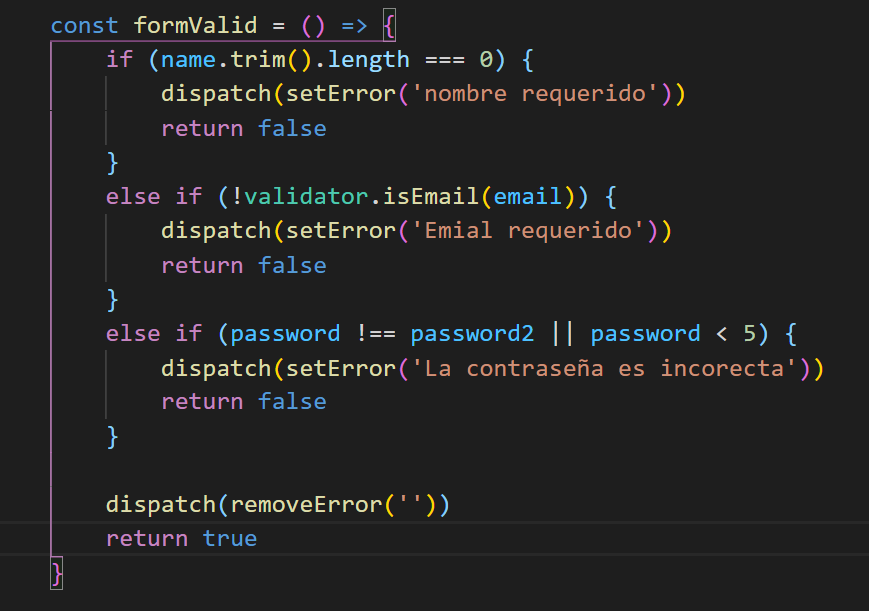 const formValid = () => {
if (name.trim().length === 0) {
dispatch(setError('nombre requerido'))
return false
}
else if (!validator.isEmail(email)) {
dispatch(setError('Emial requerido'))
return false
}
else if (password !== password2 || password < 5) {
dispatch(setError('La contraseña es incorecta'))
return false
}
dispatch(removeError(''))
return true
}